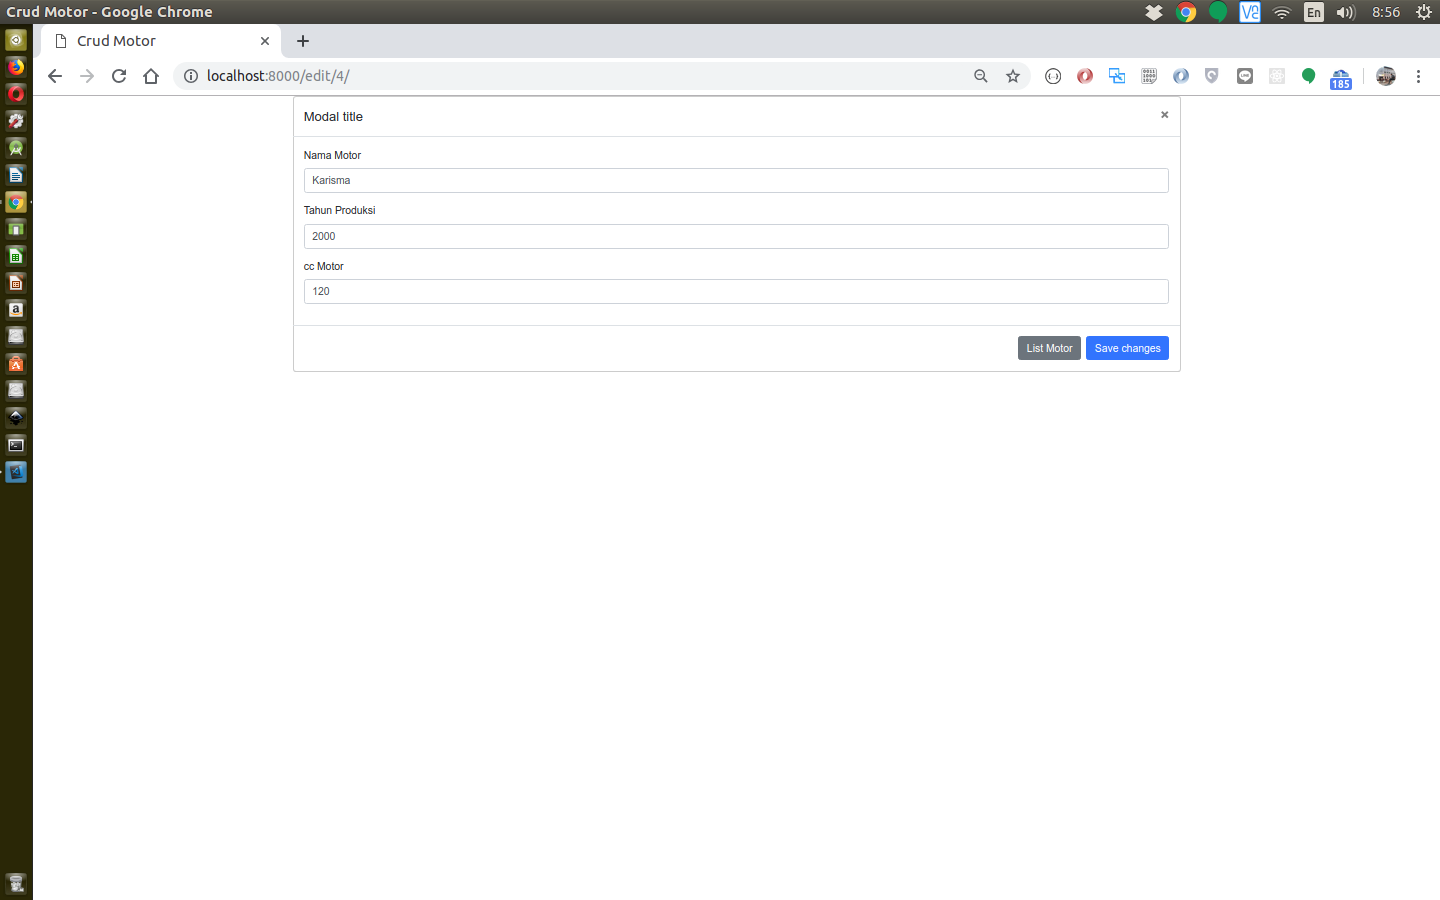 Crud Motor - Google Chrome
En
8:56
Crud Motor
localhost:8000/edit/4/
185
Modal title
Nama Motor
Karisma
Tahun Produksi
2000
cc Motor
120
List Motor Save changes